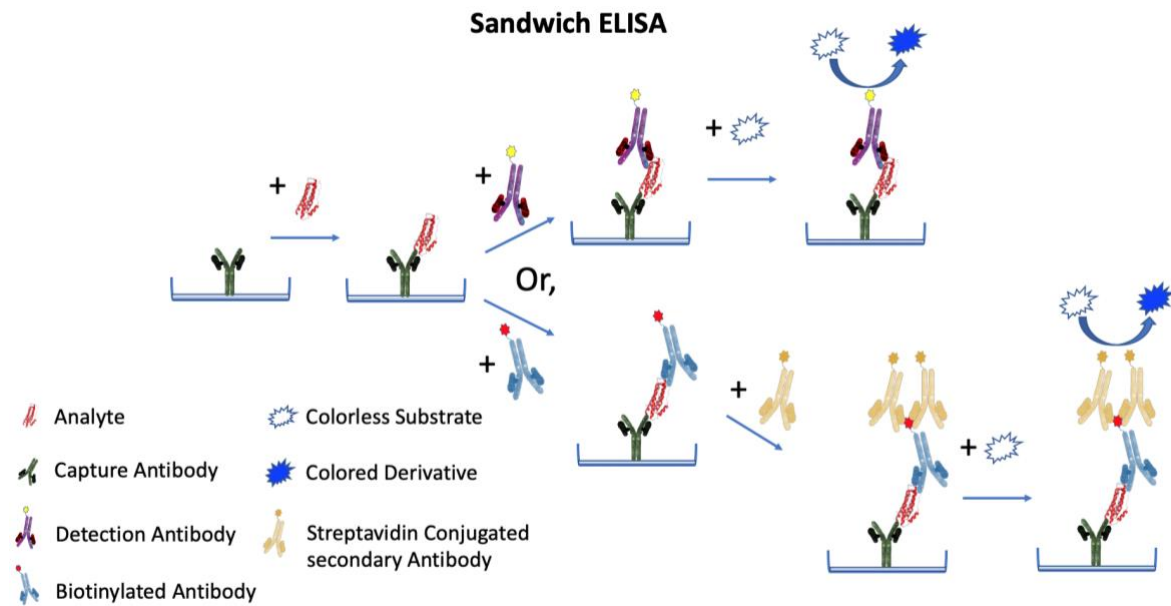 Sandwich ELISA
+
+
+
Or,
+
+
+
Analyte
Capture Antibody
Detection Antibody
Biotinylated Antibody
Colorless Substrate
Colored Derivative
Streptavidin Conjugated
secondary Antibody